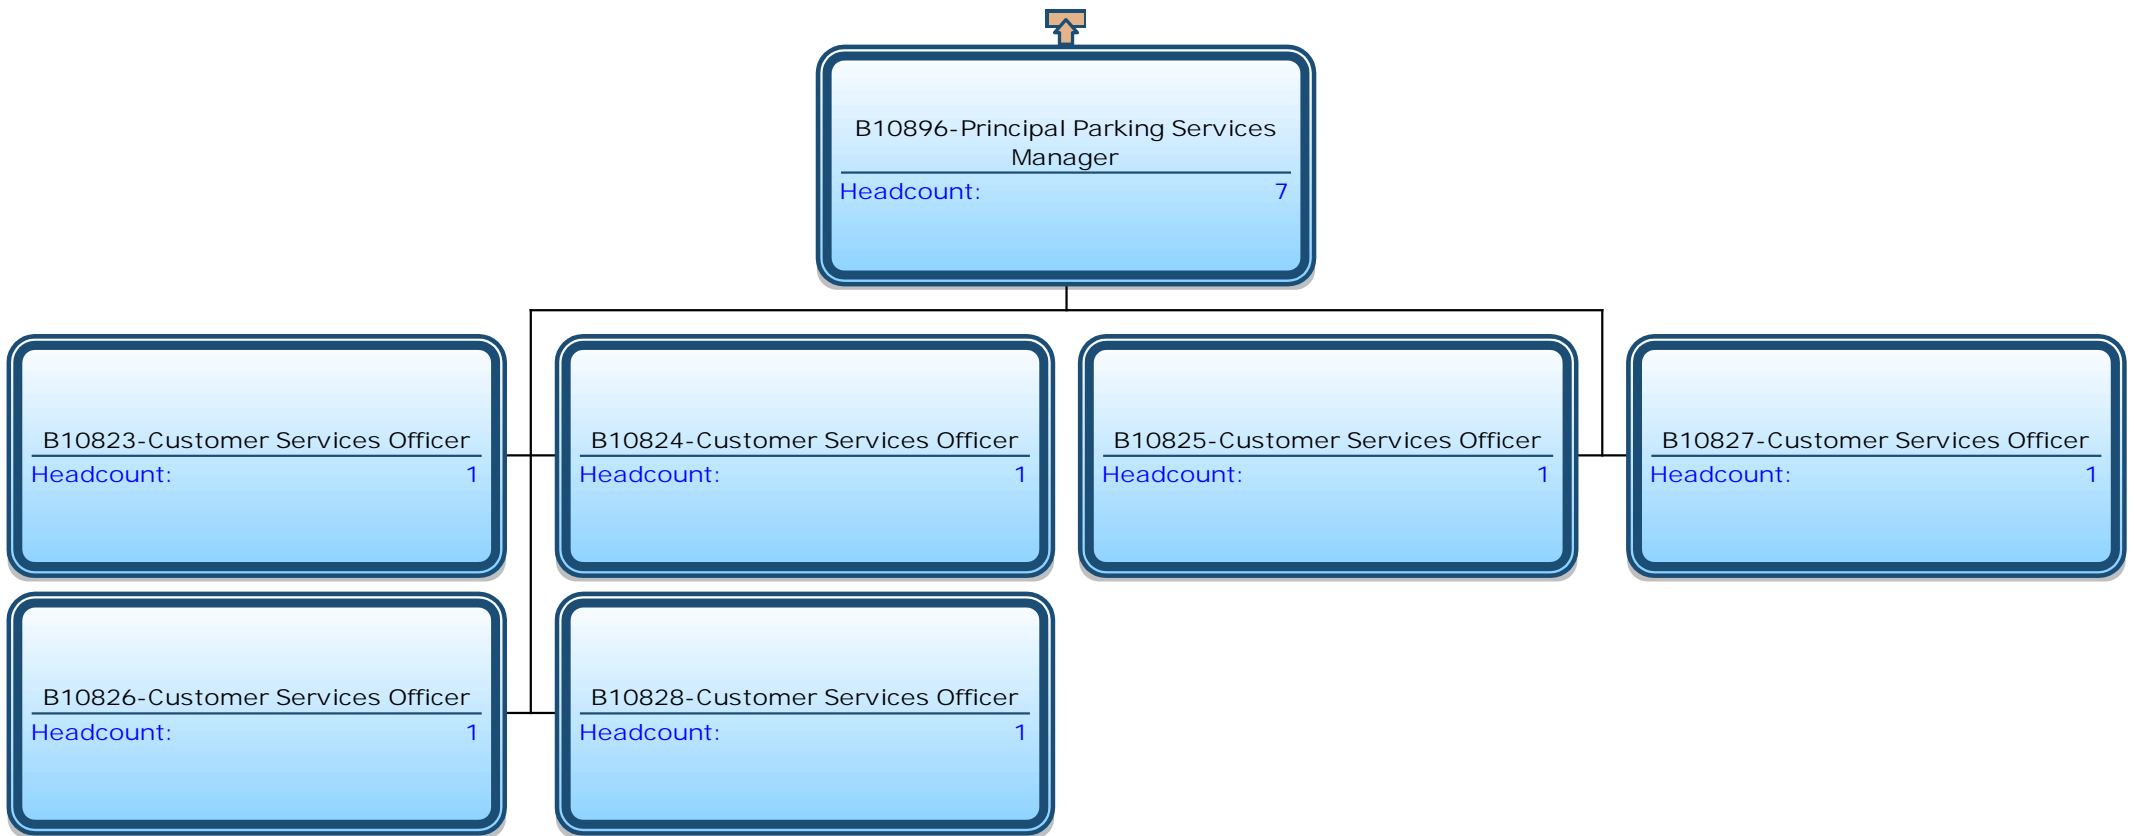 B10896-Principal Parking Services
Manager
Headcount: 7
B10823-Customer Services Officer
Headcount: 1
B10824-Customer Services Officer
Headcount: 1
B10825-Customer Services Officer
Headcount: 1
B10827-Customer Services Officer
Headcount: 1
B10826-Customer Services Officer
Headcount: 1
B10828-Customer Services Officer
Headcount: 1